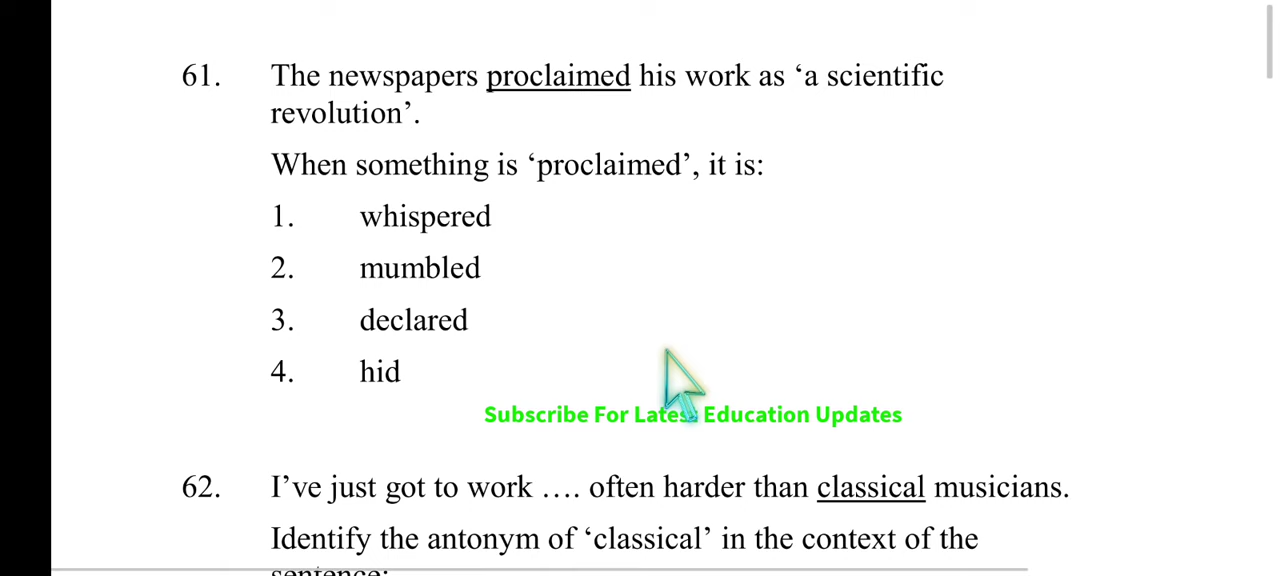 61. The newspapers proclaimed his work as ‘a scientific
revolution’.
When something is ‘proclaimed’, it is:
1. whispered
2. mumbled
3. declared
4. hid
Subscribe For Latest Education Updates
62. I’ve just got to work …. often harder than classical musicians.
Identify the antonym of ‘classical’ in the context of the
sentence: